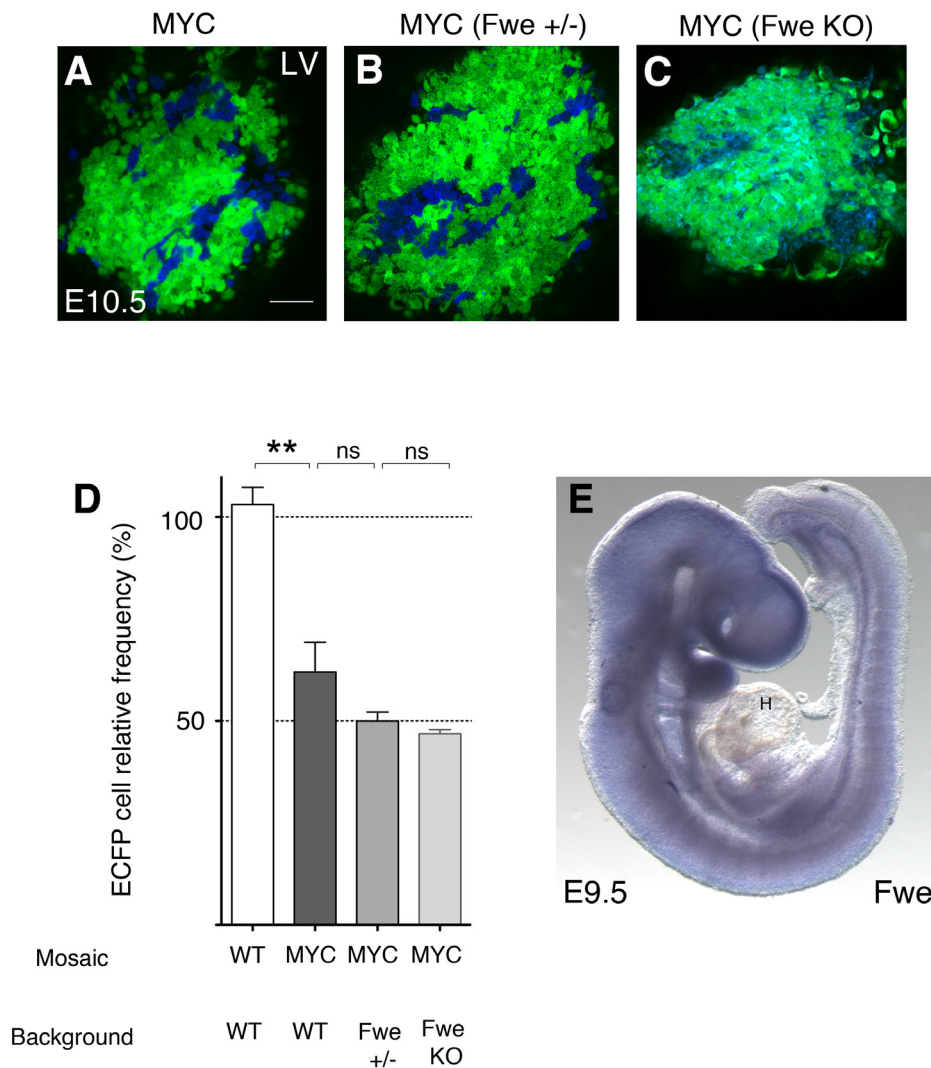 MYC
MYC (Fwe +/-)
MYC (Fwe KO)
A
LV
E10.5
B
C
D
** ns ns
ECFP cell relative frequency (%)
100
50
Mosaic WT MYC MYC MYC
Background WT WT Fwe +/- Fwe KO
E
H
E9.5
Fwe